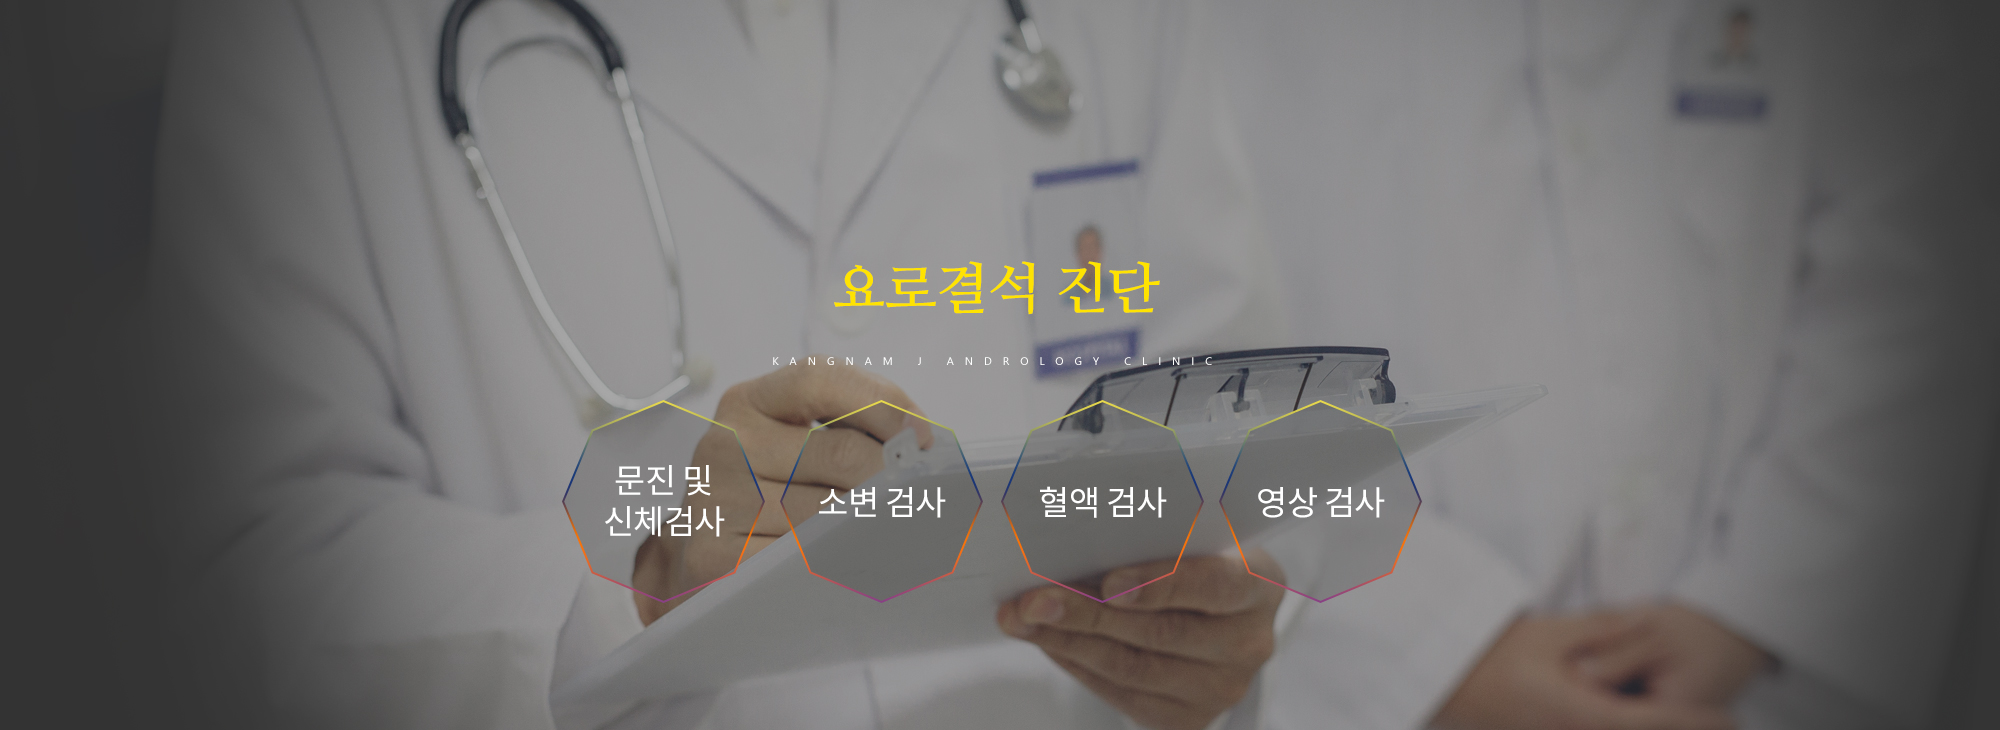 요로결석 진단
KANGNAM J ANDROLOGY CLINIC
문진 및
신체검사
소변 검사
혈액 검사
영상 검사